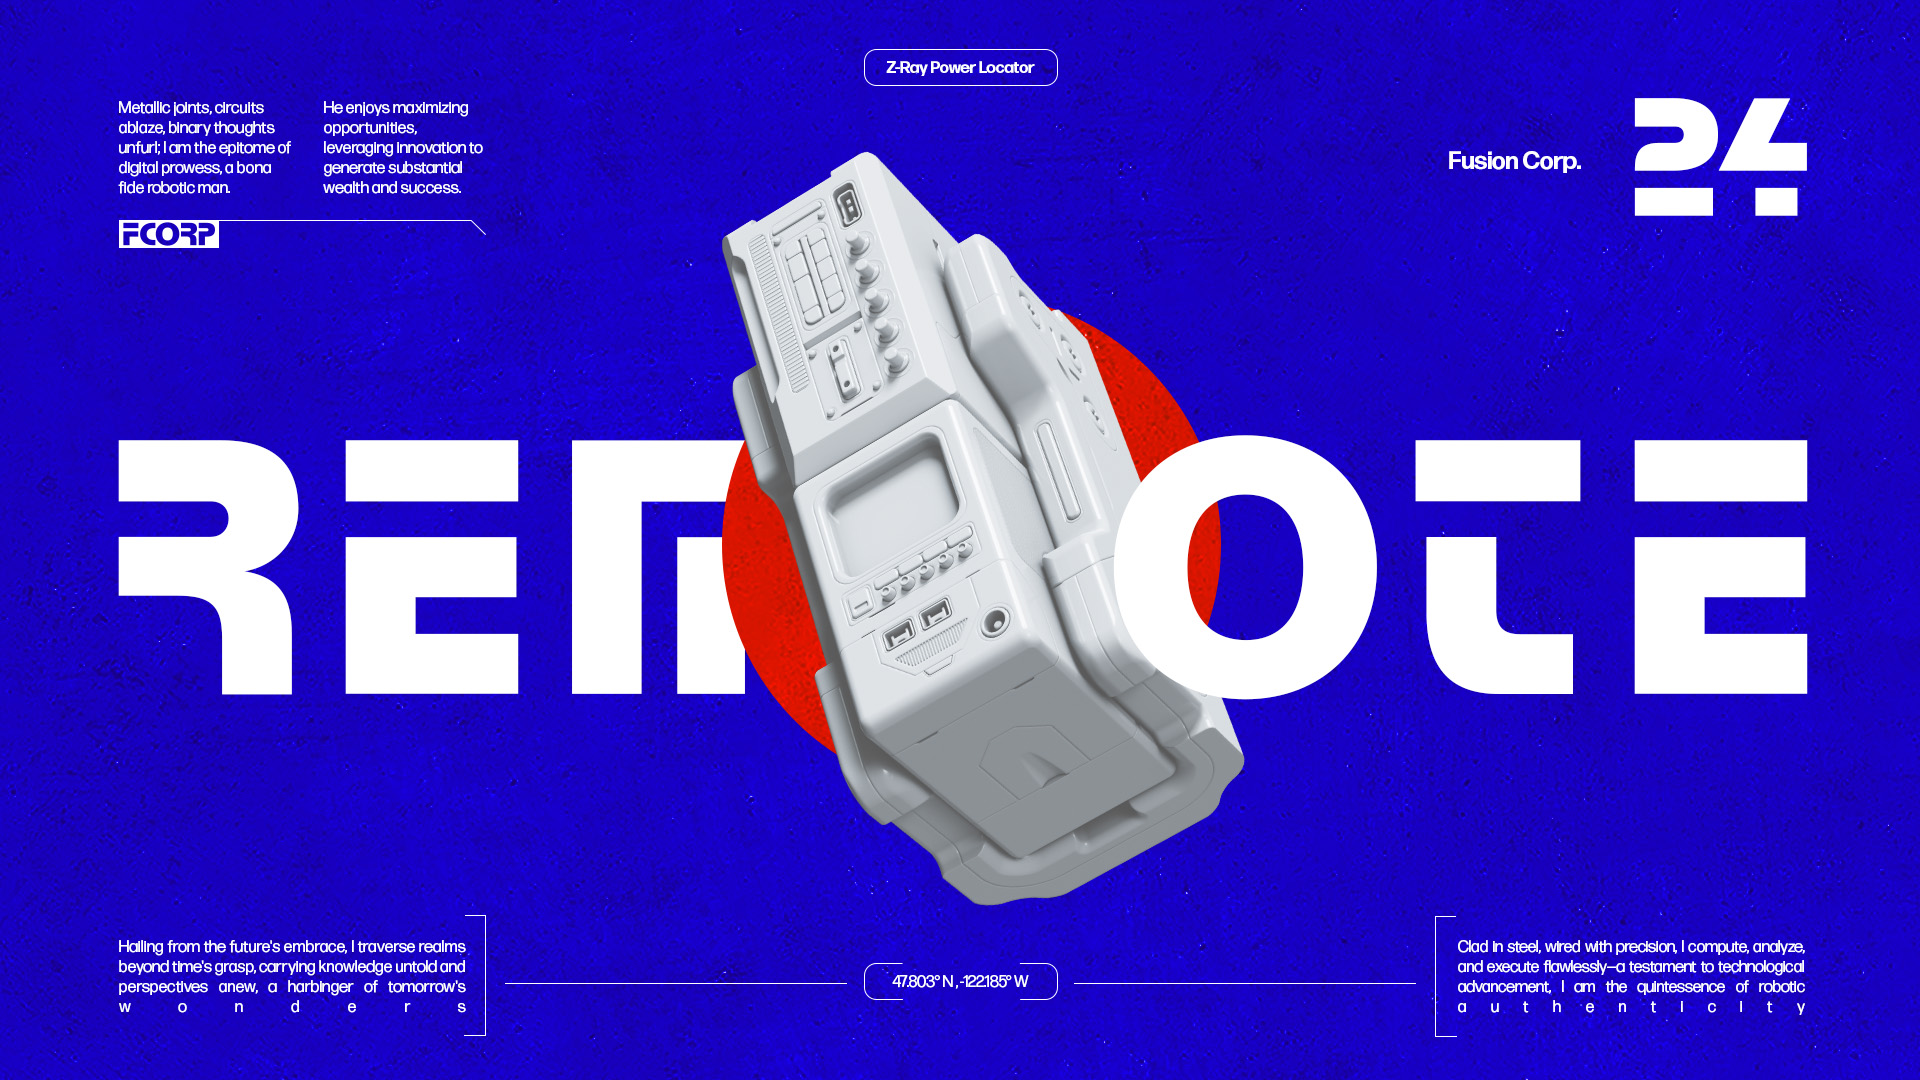 Z-Ray Power Locator
Metallic joints, circuits
ablaze, binary thoughts
unfurl; I am the epitome of
digital prowess, a bona
fide robotic man.
He enjoys maximizing
opportunities,
leveraging innovation to
generate substantial
wealth and success.
FCORP
Fusion Corp.
24
REMOTE
Hailing from the future's embrace, I traverse realms
beyond time's grasp, carrying knowledge untold and
perspectives anew, a harbinger of tomorrow's
wonders
47.803° N , -122.185° W
Clad in steel, wired with precision, I compute, analyze,
and execute flawlessly—a testament to technological
advancement, I am the quintessence of robotic
authenticity